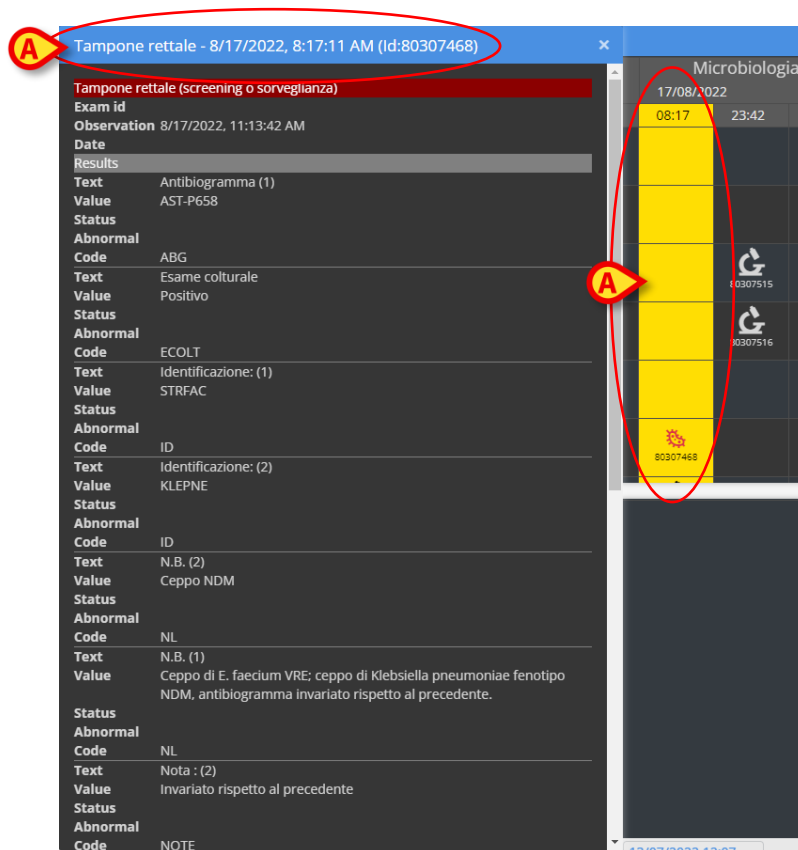 A
Tampone rettale - 8/17/2022, 8:17:11 AM (Id:80307468) ×
Tampone rettale (screening o sorveglianza)
Exam id
Observation 8/17/2022, 11:13:42 AM
Date
Results
Text Antibiogramma (1)
Value AST-P658
Status
Abnormal
Code ABG
Text Esame colturale
Value Positivo
Status
Abnormal
Code ECOLT
Text Identificazione: (1)
Value STRFAC
Status
Abnormal
Code ID
Text Identificazione: (2)
Value KLEPNE
Status
Abnormal
Code ID
Text N.B. (2)
Value Ceppo NDM
Status
Abnormal
Code NL
Text N.B. (1)
Value Ceppo di E. faecium VRE; ceppo di Klebsiella pneumoniae fenotipo
NDM, antibiogramma invariato rispetto al precedente.
Status
Abnormal
Code NL
Text Nota : (2)
Value Invariato rispetto al precedente
Status
Abnormal
Code NOTE
Microbiologia
17/08/2022
08:17 23:42
A
80307515
80307516
80307468